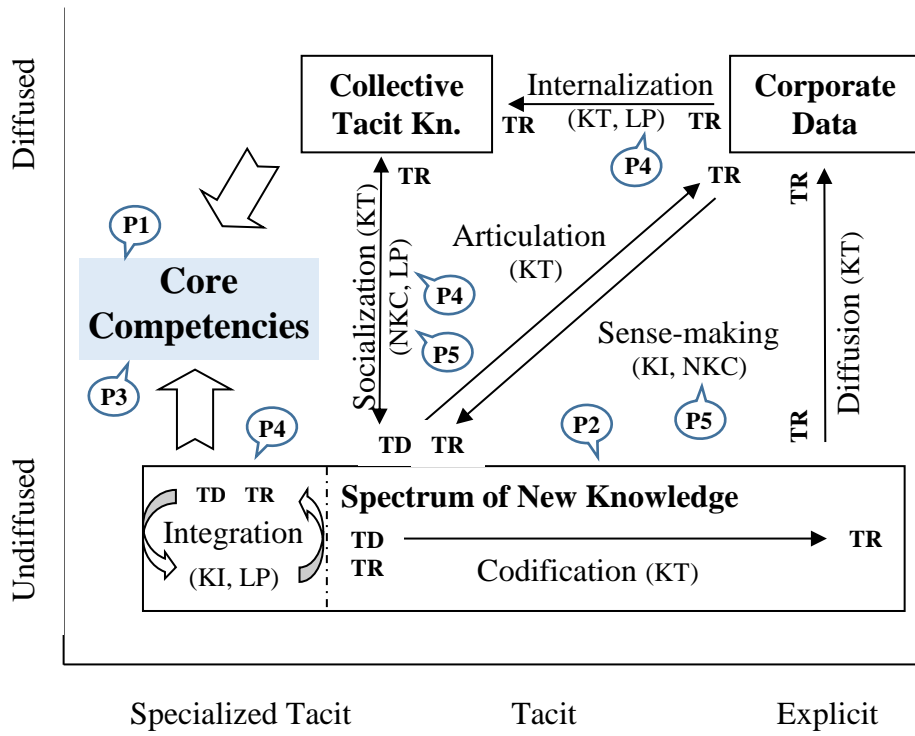 Diffused
Undiffused
Collective
Tacit Kn.
Internalization
(KT, LP)
TR
TR
P4
Corporate
Data
TR
TR
TR
P1
Core
Competencies
P3
Socialization (KT)
(NKC, LP)
P4
P5
Articulation
(KT)
Sense-making
(KI, NKC)
P5
Diffusion (KT)
TR
P4
TD TR
P2
TD TR
Integration
(KI, LP)
Spectrum of New Knowledge
TD
TR
TR
Codification (KT)
Specialized Tacit
Tacit
Explicit